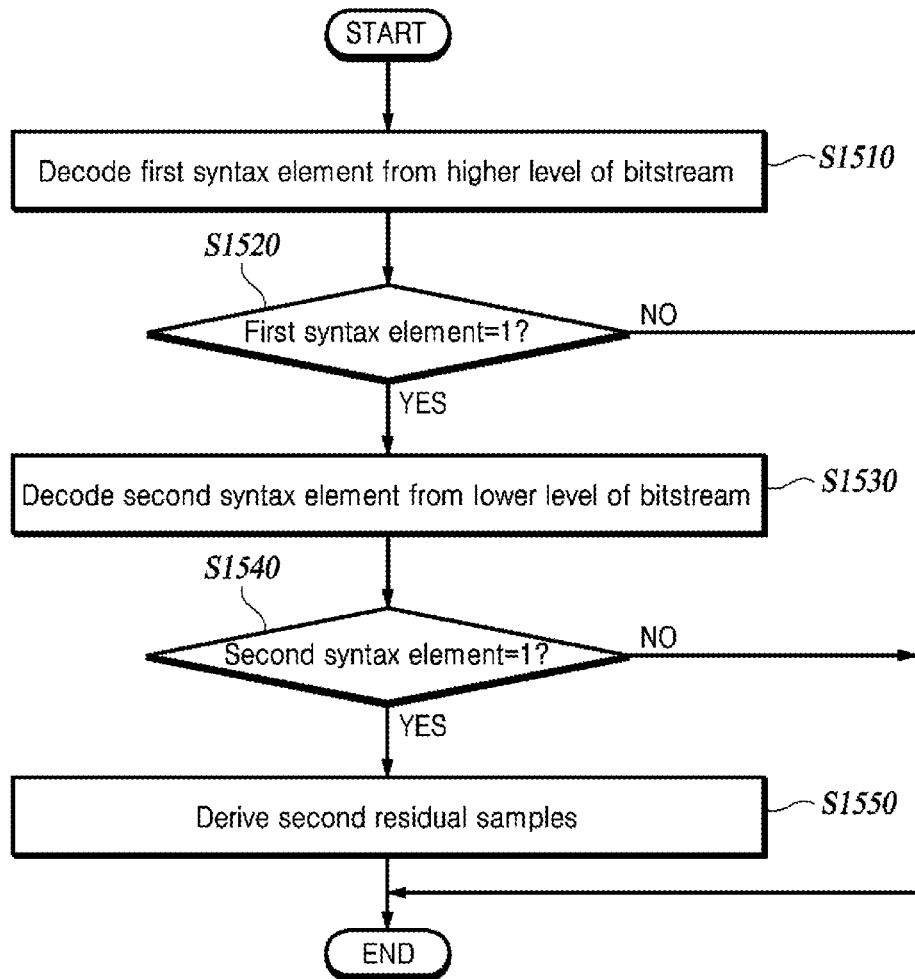 START
Decode first syntax element from higher level of bitstream
S1510
S1520
First syntax element=1?
NO
YES
Decode second syntax element from lower level of bitstream
S1530
S1540
Second syntax element=1?
NO
YES
Derive second residual samples
S1550
END